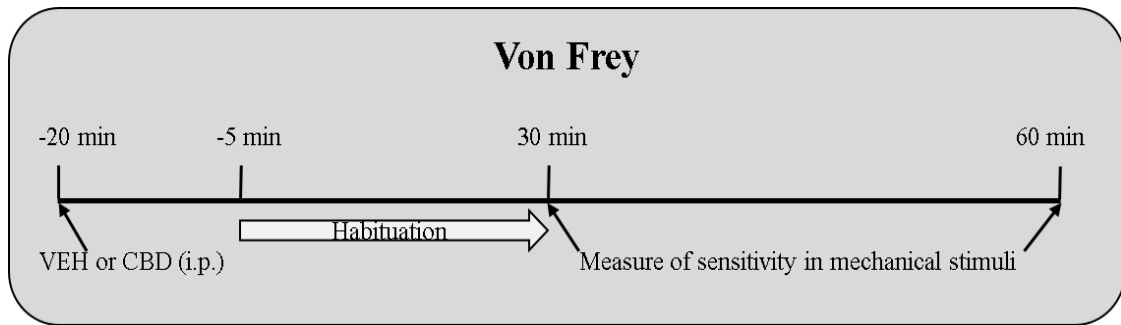 Von Frey
-20 min -5 min 30 min 60 min
Habituation
VEH or CBD (i.p.) Measure of sensitivity in mechanical stimuli